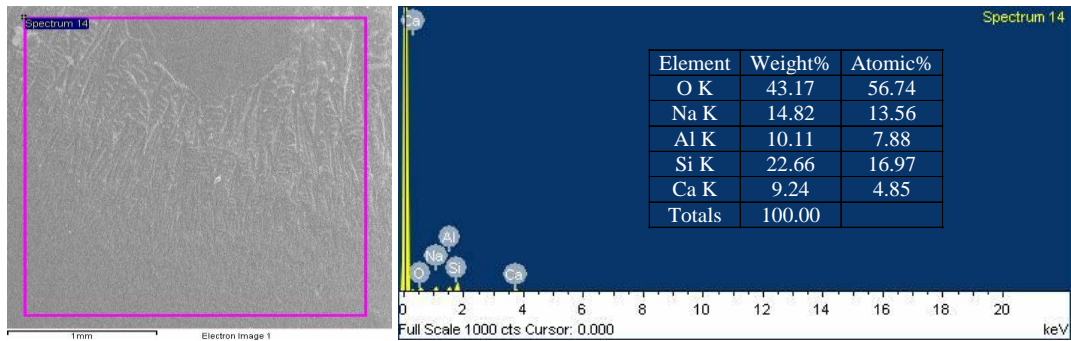 Spectrum 14
1mm
Electron Image 1
Ca
Spectrum 14
Element Weight% Atomic%
O K 43.17 56.74
Na K 14.82 13.56
Al K 10.11 7.88
Si K 22.66 16.97
Ca K 9.24 4.85
Totals 100.00
Al
Na
O Si Ca
0 2 4 6 8 10 12 14 16 18 20
Full Scale 1000 cts Cursor: 0.000 keV